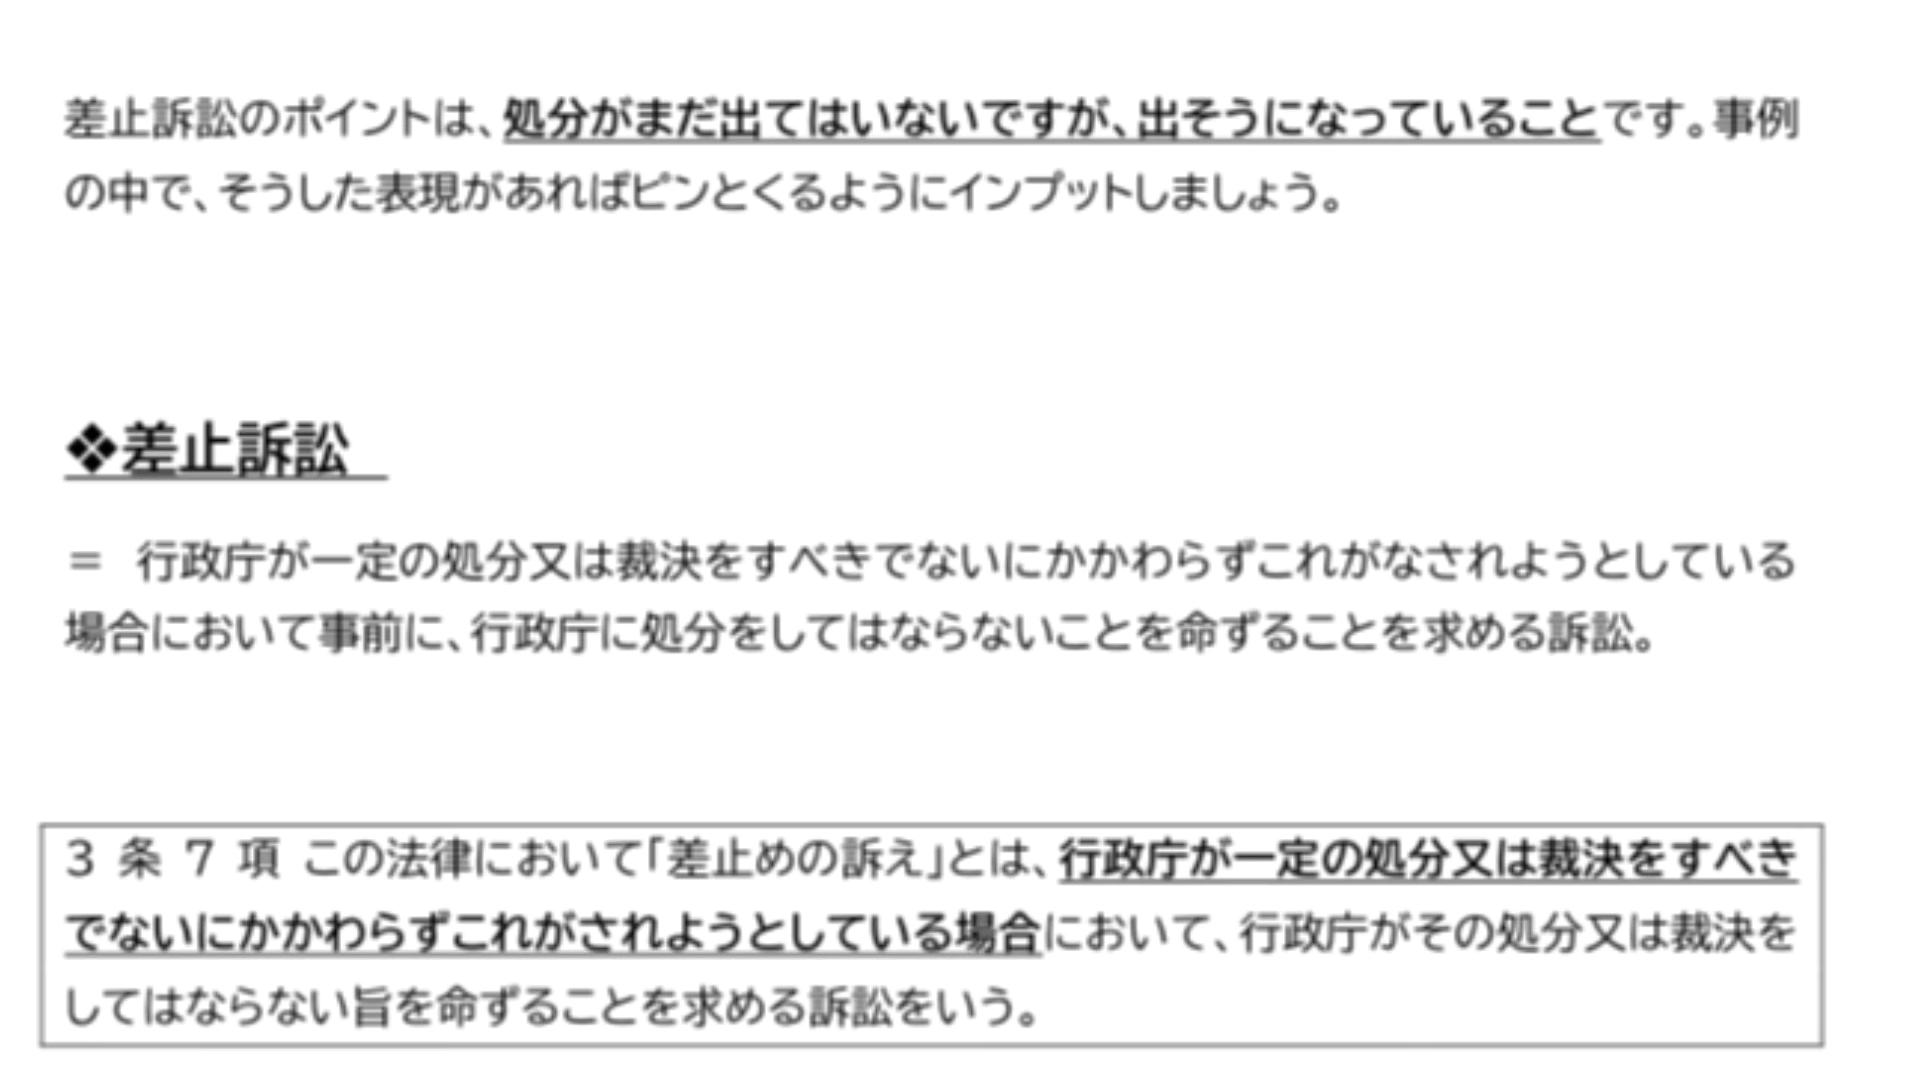 差止訴訟のポイントは、処分がまだ出てはいないですが、出そうになっていることです。事例
の中で、そうした表現があればピンとくるようにインプットしましょう。
❖差止訴訟
＝ 行政庁が一定の処分又は裁決をすべきでないにかかわらずこれがなされようとしている
場合において事前に、行政庁に処分をしてはならないことを命ずることを求める訴訟。
３ 条 ７ 項 この法律において「差止めの訴え」とは、行政庁が一定の処分又は裁決をすべき
でないにかかわらずこれがされようとしている場合において、行政庁がその処分又は裁決を
してはならない旨を命ずることを求める訴訟をいう。